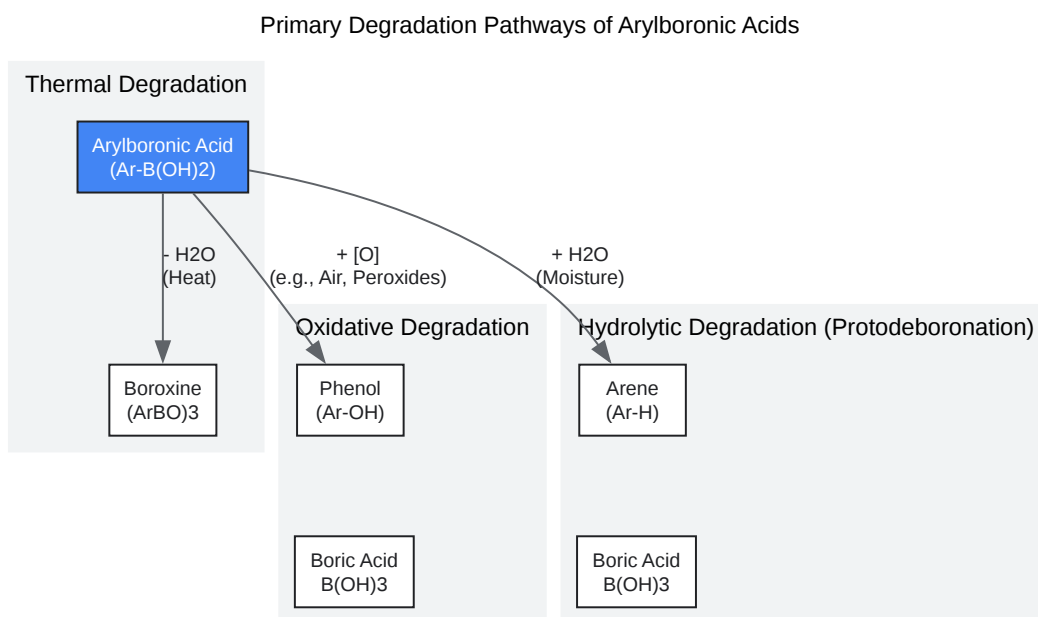 Primary Degradation Pathways of Arylboronic Acids
Thermal Degradation
Arylboronic Acid
(Ar-B(OH)2)
- H2O
(Heat)
+ [O]
(e.g., Air, Peroxides)
+ H2O
(Moisture)
Oxidative Degradation
Hydrolytic Degradation (Protodeboronation)
Boroxine
(ArBO)3
Phenol
(Ar-OH)
Arene
(Ar-H)
Boric Acid
B(OH)3
Boric Acid
B(OH)3